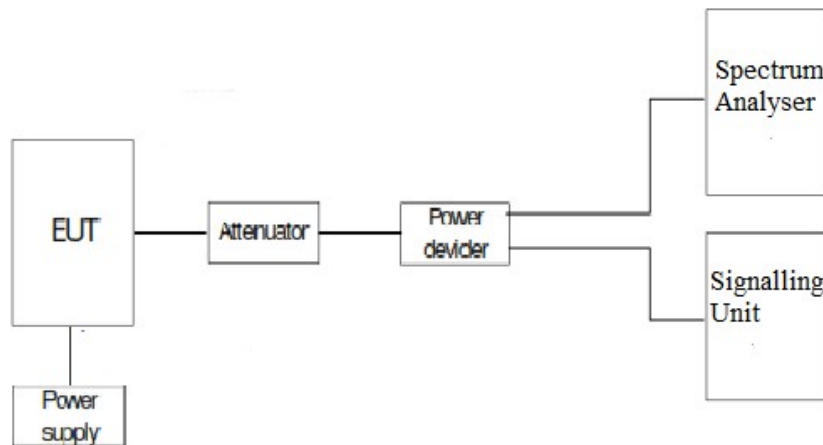 Spectrum
Analyser
EUT
Attenuator
Power
devider
Signalling
Unit
Power
supply